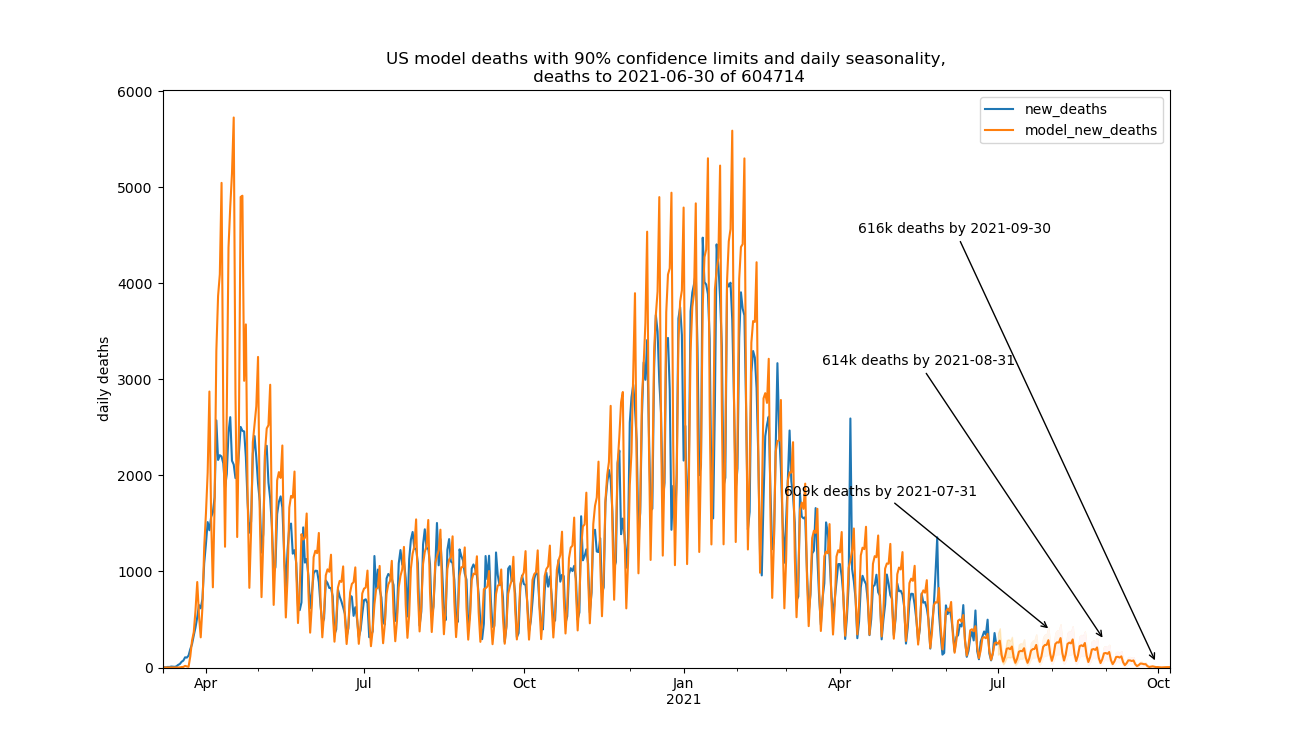 US model deaths with 90% confidence limits and daily seasonality,
deaths to 2021-06-30 of 604714
6000
5000
4000
3000
2000
1000
0
daily deaths
new_deaths
model_new_deaths
616k deaths by 2021-09-30
614k deaths by 2021-08-31
609k deaths by 2021-07-31
Apr
Jul
Oct
Jan
2021
Apr
Jul
Oct